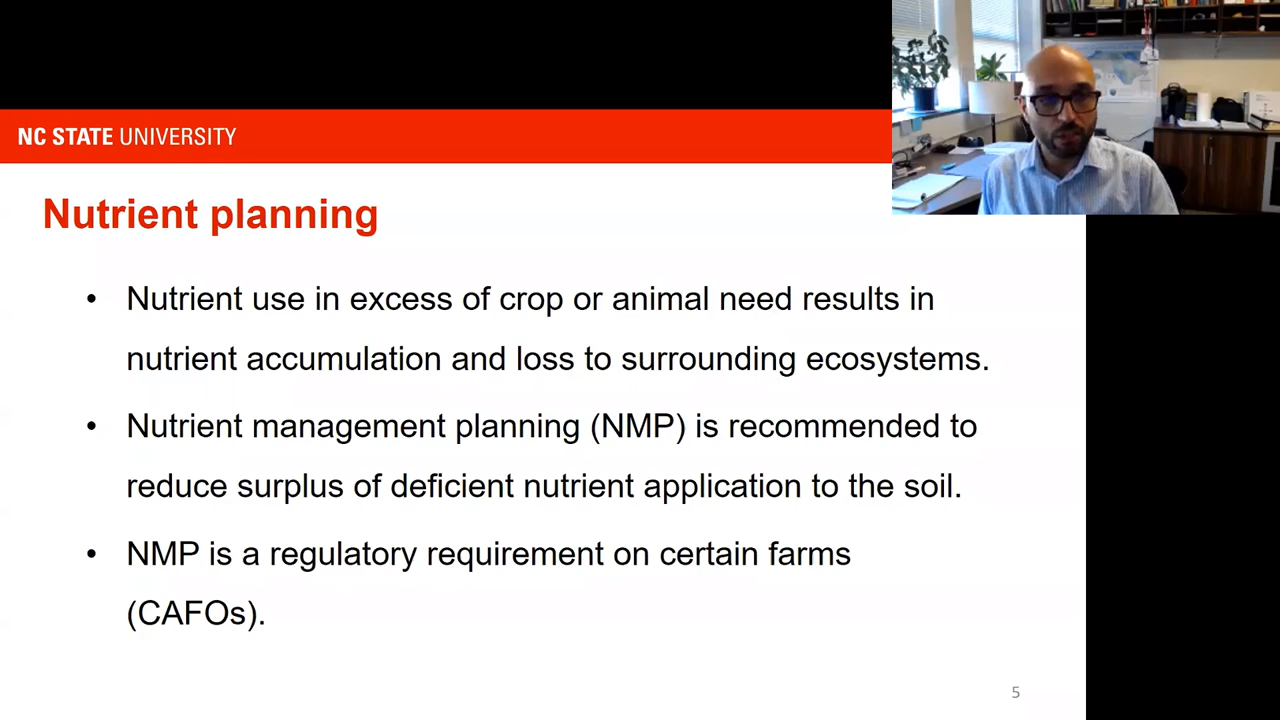 NC STATE UNIVERSITY
Nutrient planning
• Nutrient use in excess of crop or animal need results in
nutrient accumulation and loss to surrounding ecosystems.
• Nutrient management planning (NMP) is recommended to
reduce surplus of deficient nutrient application to the soil.
• NMP is a regulatory requirement on certain farms
(CAFOs).
5